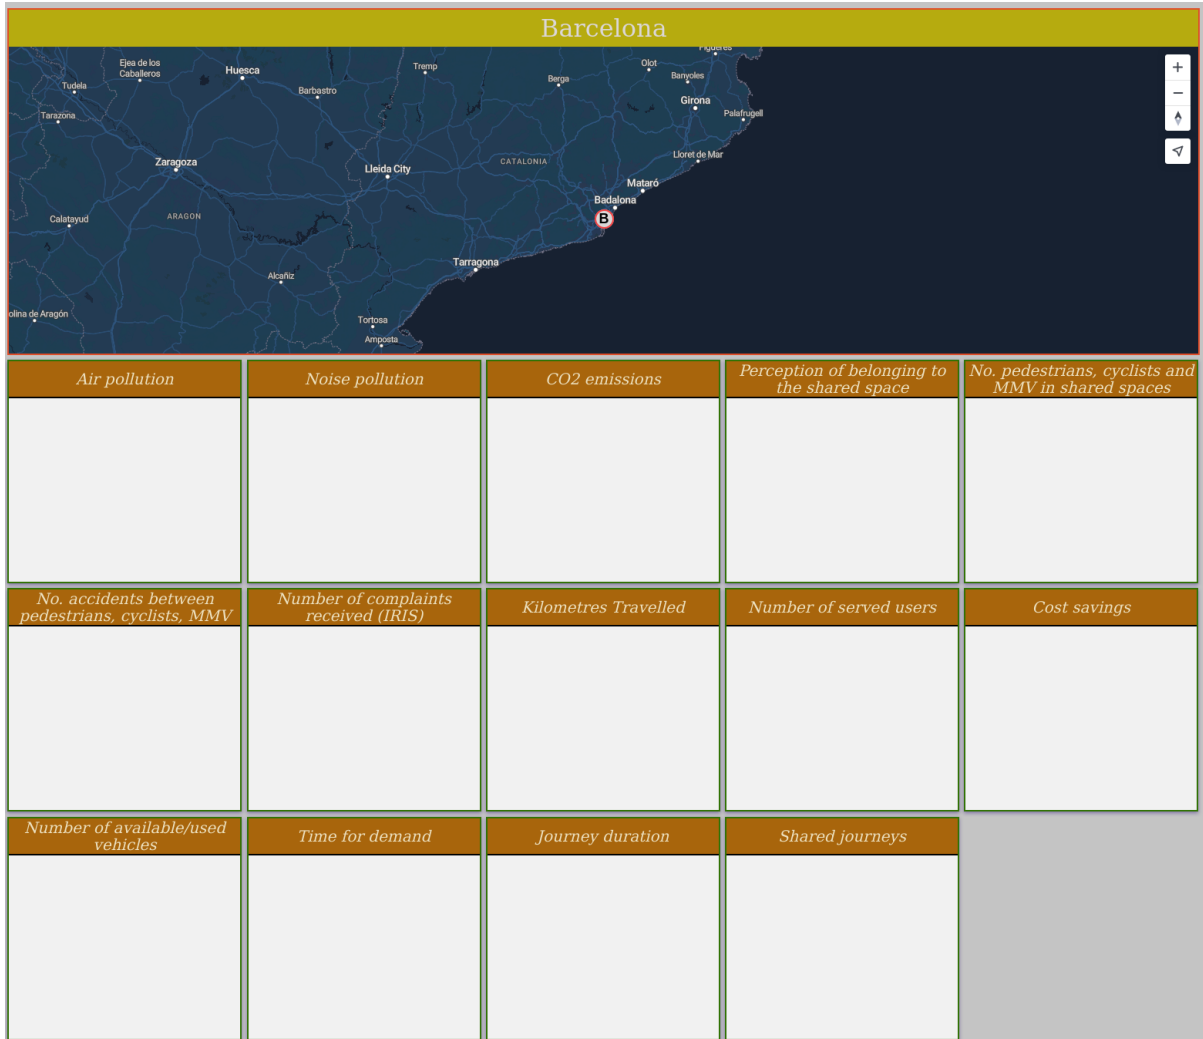 Barcelona
Figueres
Ejea de los
Caballeros
Huesca
Tremp
Olot
Berga
Banyoles
Tudela
Barbastro
Girona
Tarazona
Palafrugell
Lloret de Mar
Zaragoza
CATALONIA
Lleida City
Mataró
Badalona
ARAGON
Calatayud
B
Tarragona
Alcañiz
olina de Aragón
Tortosa
Amposta
Air pollution
Noise pollution
CO2 emissions
Perception of belonging to
the shared space
No. pedestrians, cyclists and
MMV in shared spaces
No. accidents between
pedestrians, cyclists, MMV
Number of complaints
received (IRIS)
Kilometres Travelled
Number of served users
Cost savings
Number of available/used
vehicles
Time for demand
Journey duration
Shared journeys